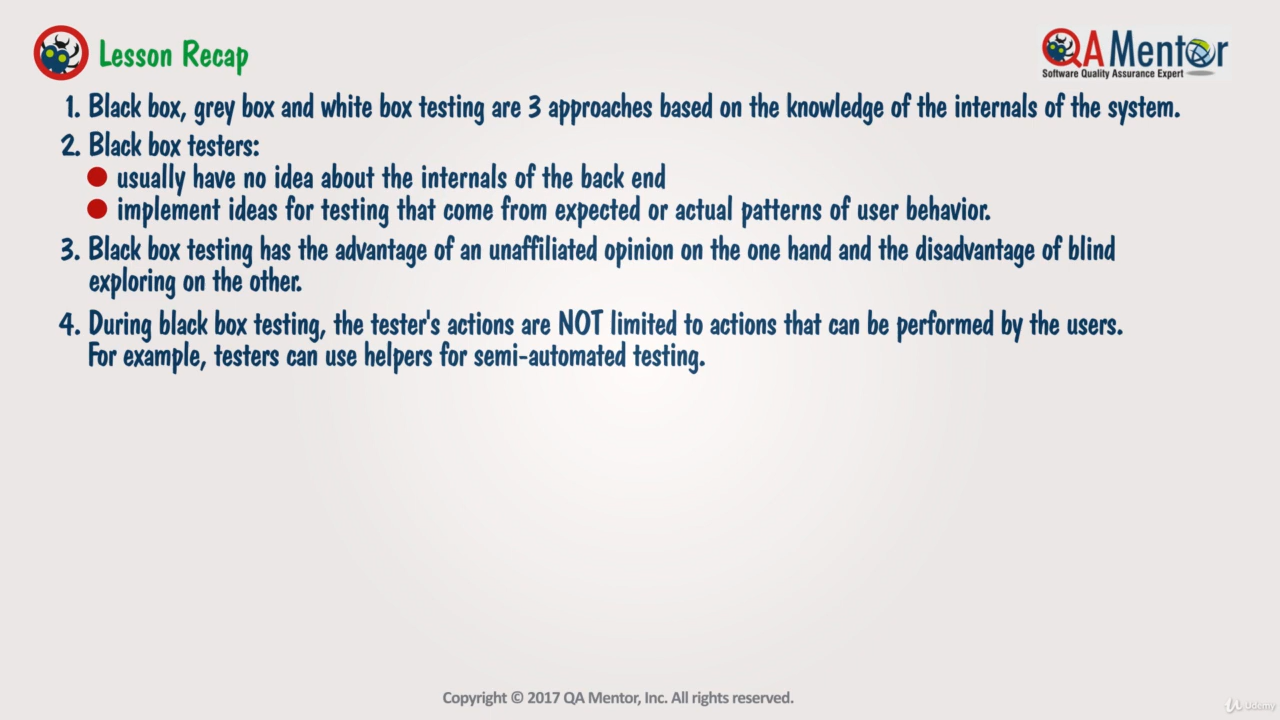 Lesson Recap
QA Mentor
Software Quality Assurance Expert
1. Black box, grey box and white box testing are 3 approaches based on the knowledge of the internals of the system.
2. Black box testers:
usually have no idea about the internals of the back end
implement ideas for testing that come from expected or actual patterns of user behavior.
3. Black box testing has the advantage of an unaffiliated opinion on the one hand and the disadvantage of blind
exploring on the other.
4. During black box testing, the tester's actions are NOT limited to actions that can be performed by the users.
For example, testers can use helpers for semi-automated testing.
Copyright © 2017 QA Mentor, Inc. All rights reserved.
Udemy